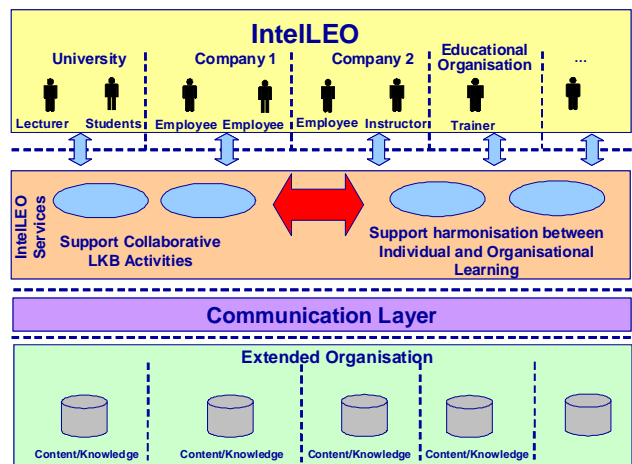 IntelLEO
University
Company 1
Company 2
Educational
Organisation
...
Lecturer
Students
Employee
Employee
Employee
Instructor
Trainer
IntelLEO
Services
Support Collaborative
LKB Activities
Support harmonisation between
Individual and Organisational
Learning
Communication Layer
Extended Organisation
Content/Knowledge
Content/Knowledge
Content/Knowledge
Content/Knowledge